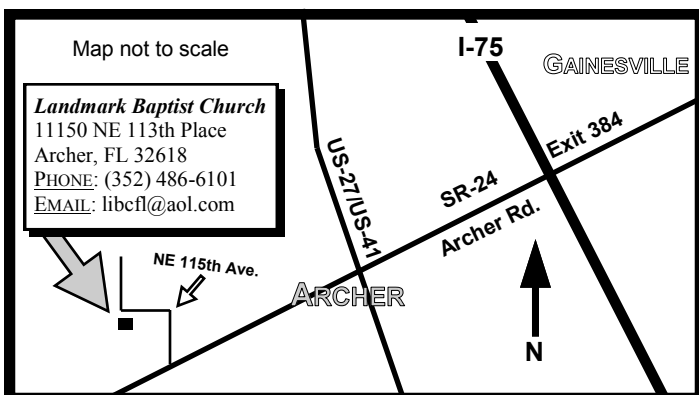 Map not to scale
I-75
GAINESVILLE
Landmark Baptist Church
11150 NE 113th Place
Archer, FL 32618
PHONE: (352) 486-6101
EMAIL: libcfl@aol.com
US-27/US-41
SR-24
Exit 384
Archer Rd.
NE 115th Ave.
ARCHER
N